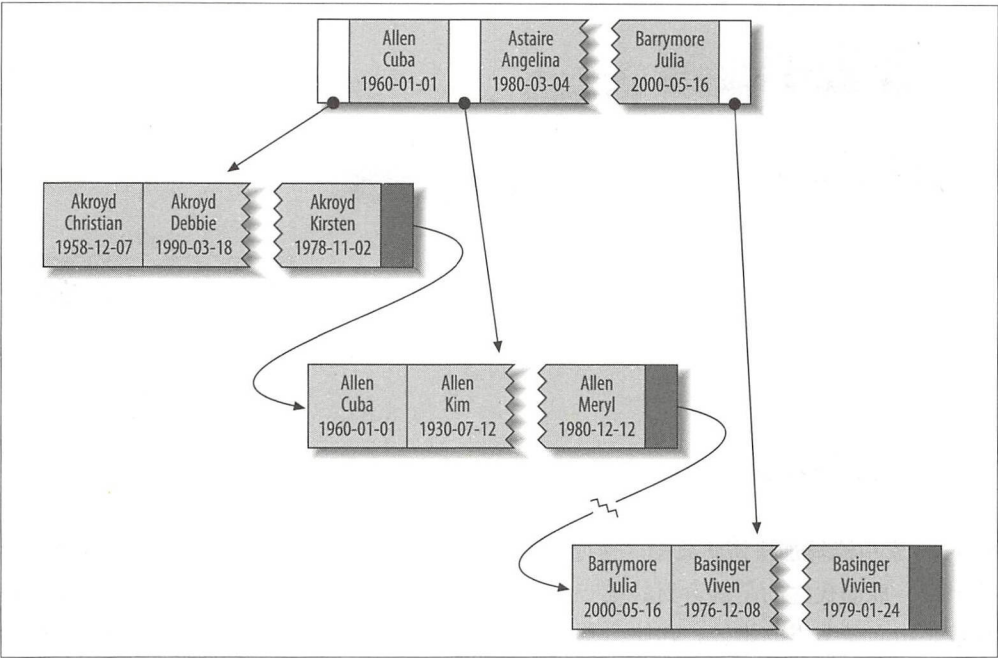 Allen
Cuba
1960-01-01
Astaire
Angelina
1980-03-04
Barrymore
Julia
2000-05-16
Akroyd
Christian
1958-12-07
Akroyd
Debbie
1990-03-18
Akroyd
Kirsten
1978-11-02
Allen
Cuba
1960-01-01
Allen
Kim
1930-07-12
Allen
Meryl
1980-12-12
Barrymore
Julia
2000-05-16
Basinger
Viven
1976-12-08
Basinger
Vivien
1979-01-24